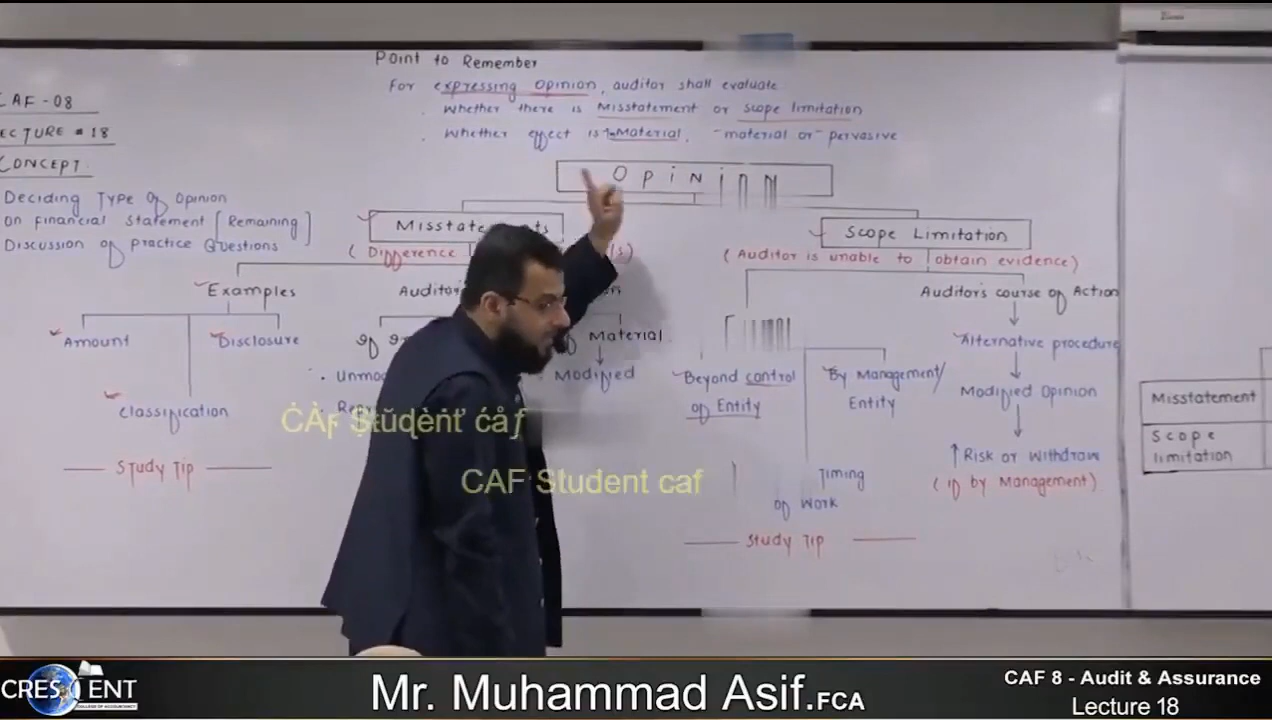 Point to Remember
For expressing Opinion, auditor shall evaluate
. Whether there is Misstatement or scope limitation
. Whether effect is Material, material or pervasive
CAF-08
LECTURE # 18
CONCEPT
Deciding Type of Opinion
on Financial Statement [Remaining]
Discussion of practice Questions
Opinion
Scope Limitation
(Difference
(Auditor is unable to obtain evidence)
Examples
Amount
Disclosure
Classification
Study Tip
Material
Modified
Beyond control
of Entity
By Management/
Entity
Timing
of Work
Study Tip
Auditor's course of Action
Alternative procedure
Modified Opinion
↑ Risk or Withdraw
(if by Management)
Misstatement
Scope
limitation
CAF Student caf
CRESCENT
COLLEGE OF ACCOUNTANCY
Mr. Muhammad Asif.FCA
CAF 8 - Audit & Assurance
Lecture 18